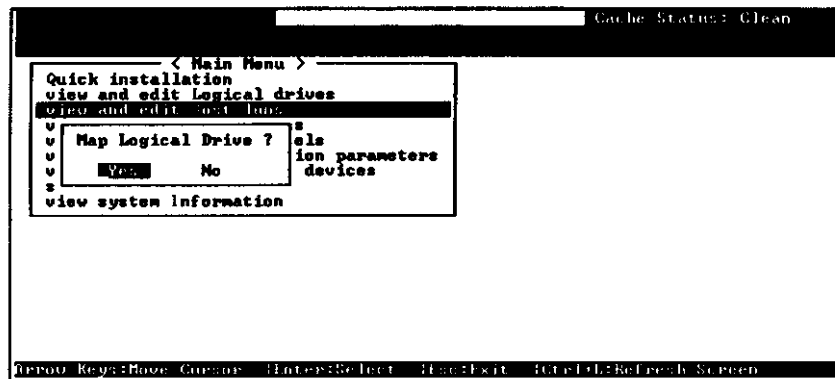 Cache Status: Clean
< Main Menu >
Quick installation
view and edit Logical drives
view and edit Host luns
v s
v Map Logical Drive ? els
v ion parameters
v Yes No devices
s
view system Information
Arrow Keys:Move Cursor |Enter:Select |Esc:Exit |Ctrl+L:Refresh Screen